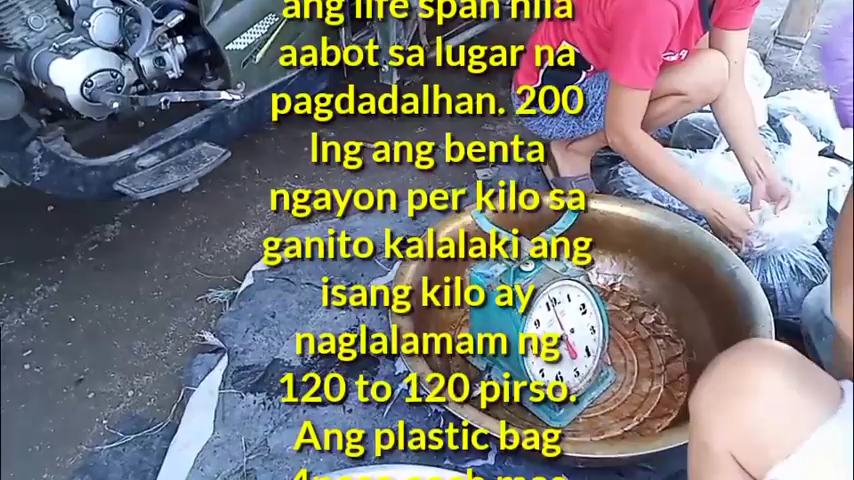 ang life span nila
aabot sa lugar na
pagdadalhan. 200
lng ang benta
ngayon per kilo sa
ganito kalalaki ang
isang kilo ay
naglalamam ng
120 to 120 pirso.
Ang plastic bag